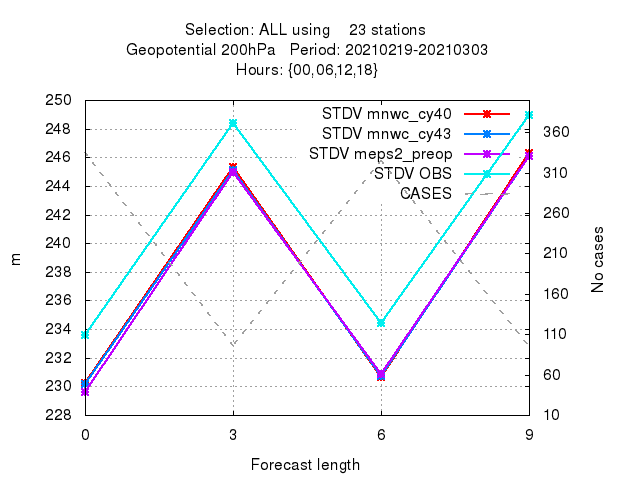 Selection: ALL using    23 stations
Geopotential 200hPa   Period: 20210219-20210303
Hours: {00,06,12,18}
STDV mnwc_cy40
STDV mnwc_cy43
STDV meps2_preop
STDV OBS
CASES
250
248
246
244
242
240
238
236
234
232
230
228
m
360
310
260
210
160
110
60
10
No cases
0 3 6 9
Forecast length